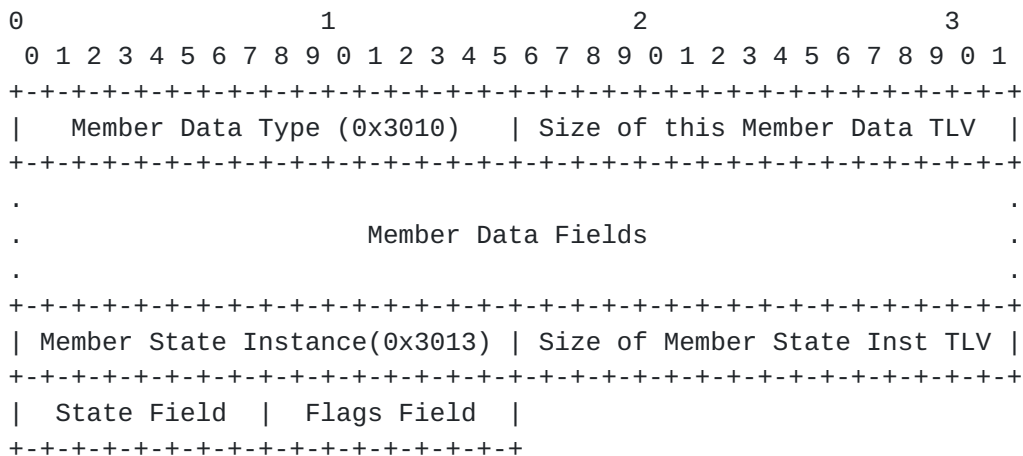 0                   1                   2                   3
 0 1 2 3 4 5 6 7 8 9 0 1 2 3 4 5 6 7 8 9 0 1 2 3 4 5 6 7 8 9 0 1
+-+-+-+-+-+-+-+-+-+-+-+-+-+-+-+-+-+-+-+-+-+-+-+-+-+-+-+-+-+-+-+-+
|   Member Data Type (0x3010)   | Size of this Member Data TLV  |
+-+-+-+-+-+-+-+-+-+-+-+-+-+-+-+-+-+-+-+-+-+-+-+-+-+-+-+-+-+-+-+-+
.                                                               .
.                      Member Data Fields                       .
.                                                               .
+-+-+-+-+-+-+-+-+-+-+-+-+-+-+-+-+-+-+-+-+-+-+-+-+-+-+-+-+-+-+-+-+
| Member State Instance(0x3013) | Size of Member State Inst TLV |
+-+-+-+-+-+-+-+-+-+-+-+-+-+-+-+-+-+-+-+-+-+-+-+-+-+-+-+-+-+-+-+-+
|  State Field  |  Flags Field  |
+-+-+-+-+-+-+-+-+-+-+-+-+-+-+-+-+